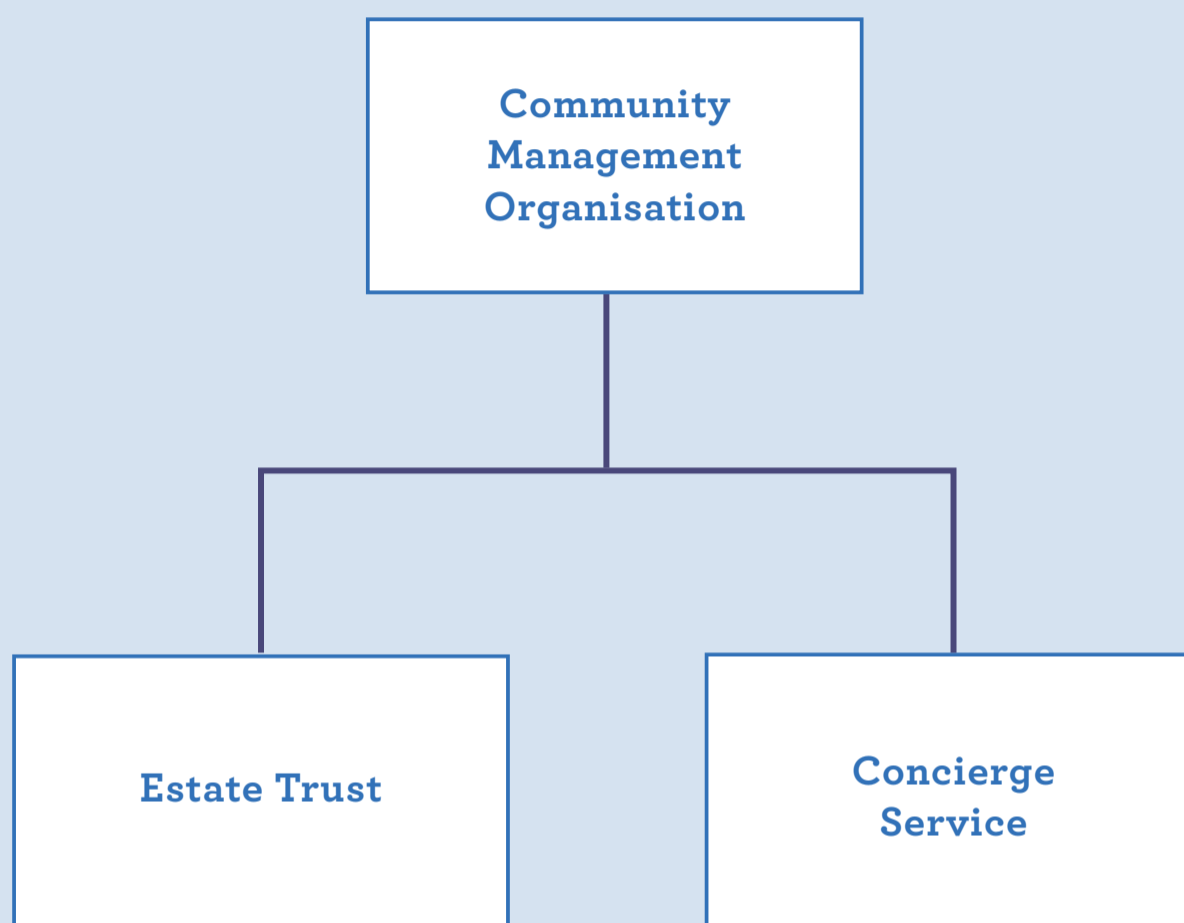 Community
Management
Organisation
Estate Trust
Concierge
Service